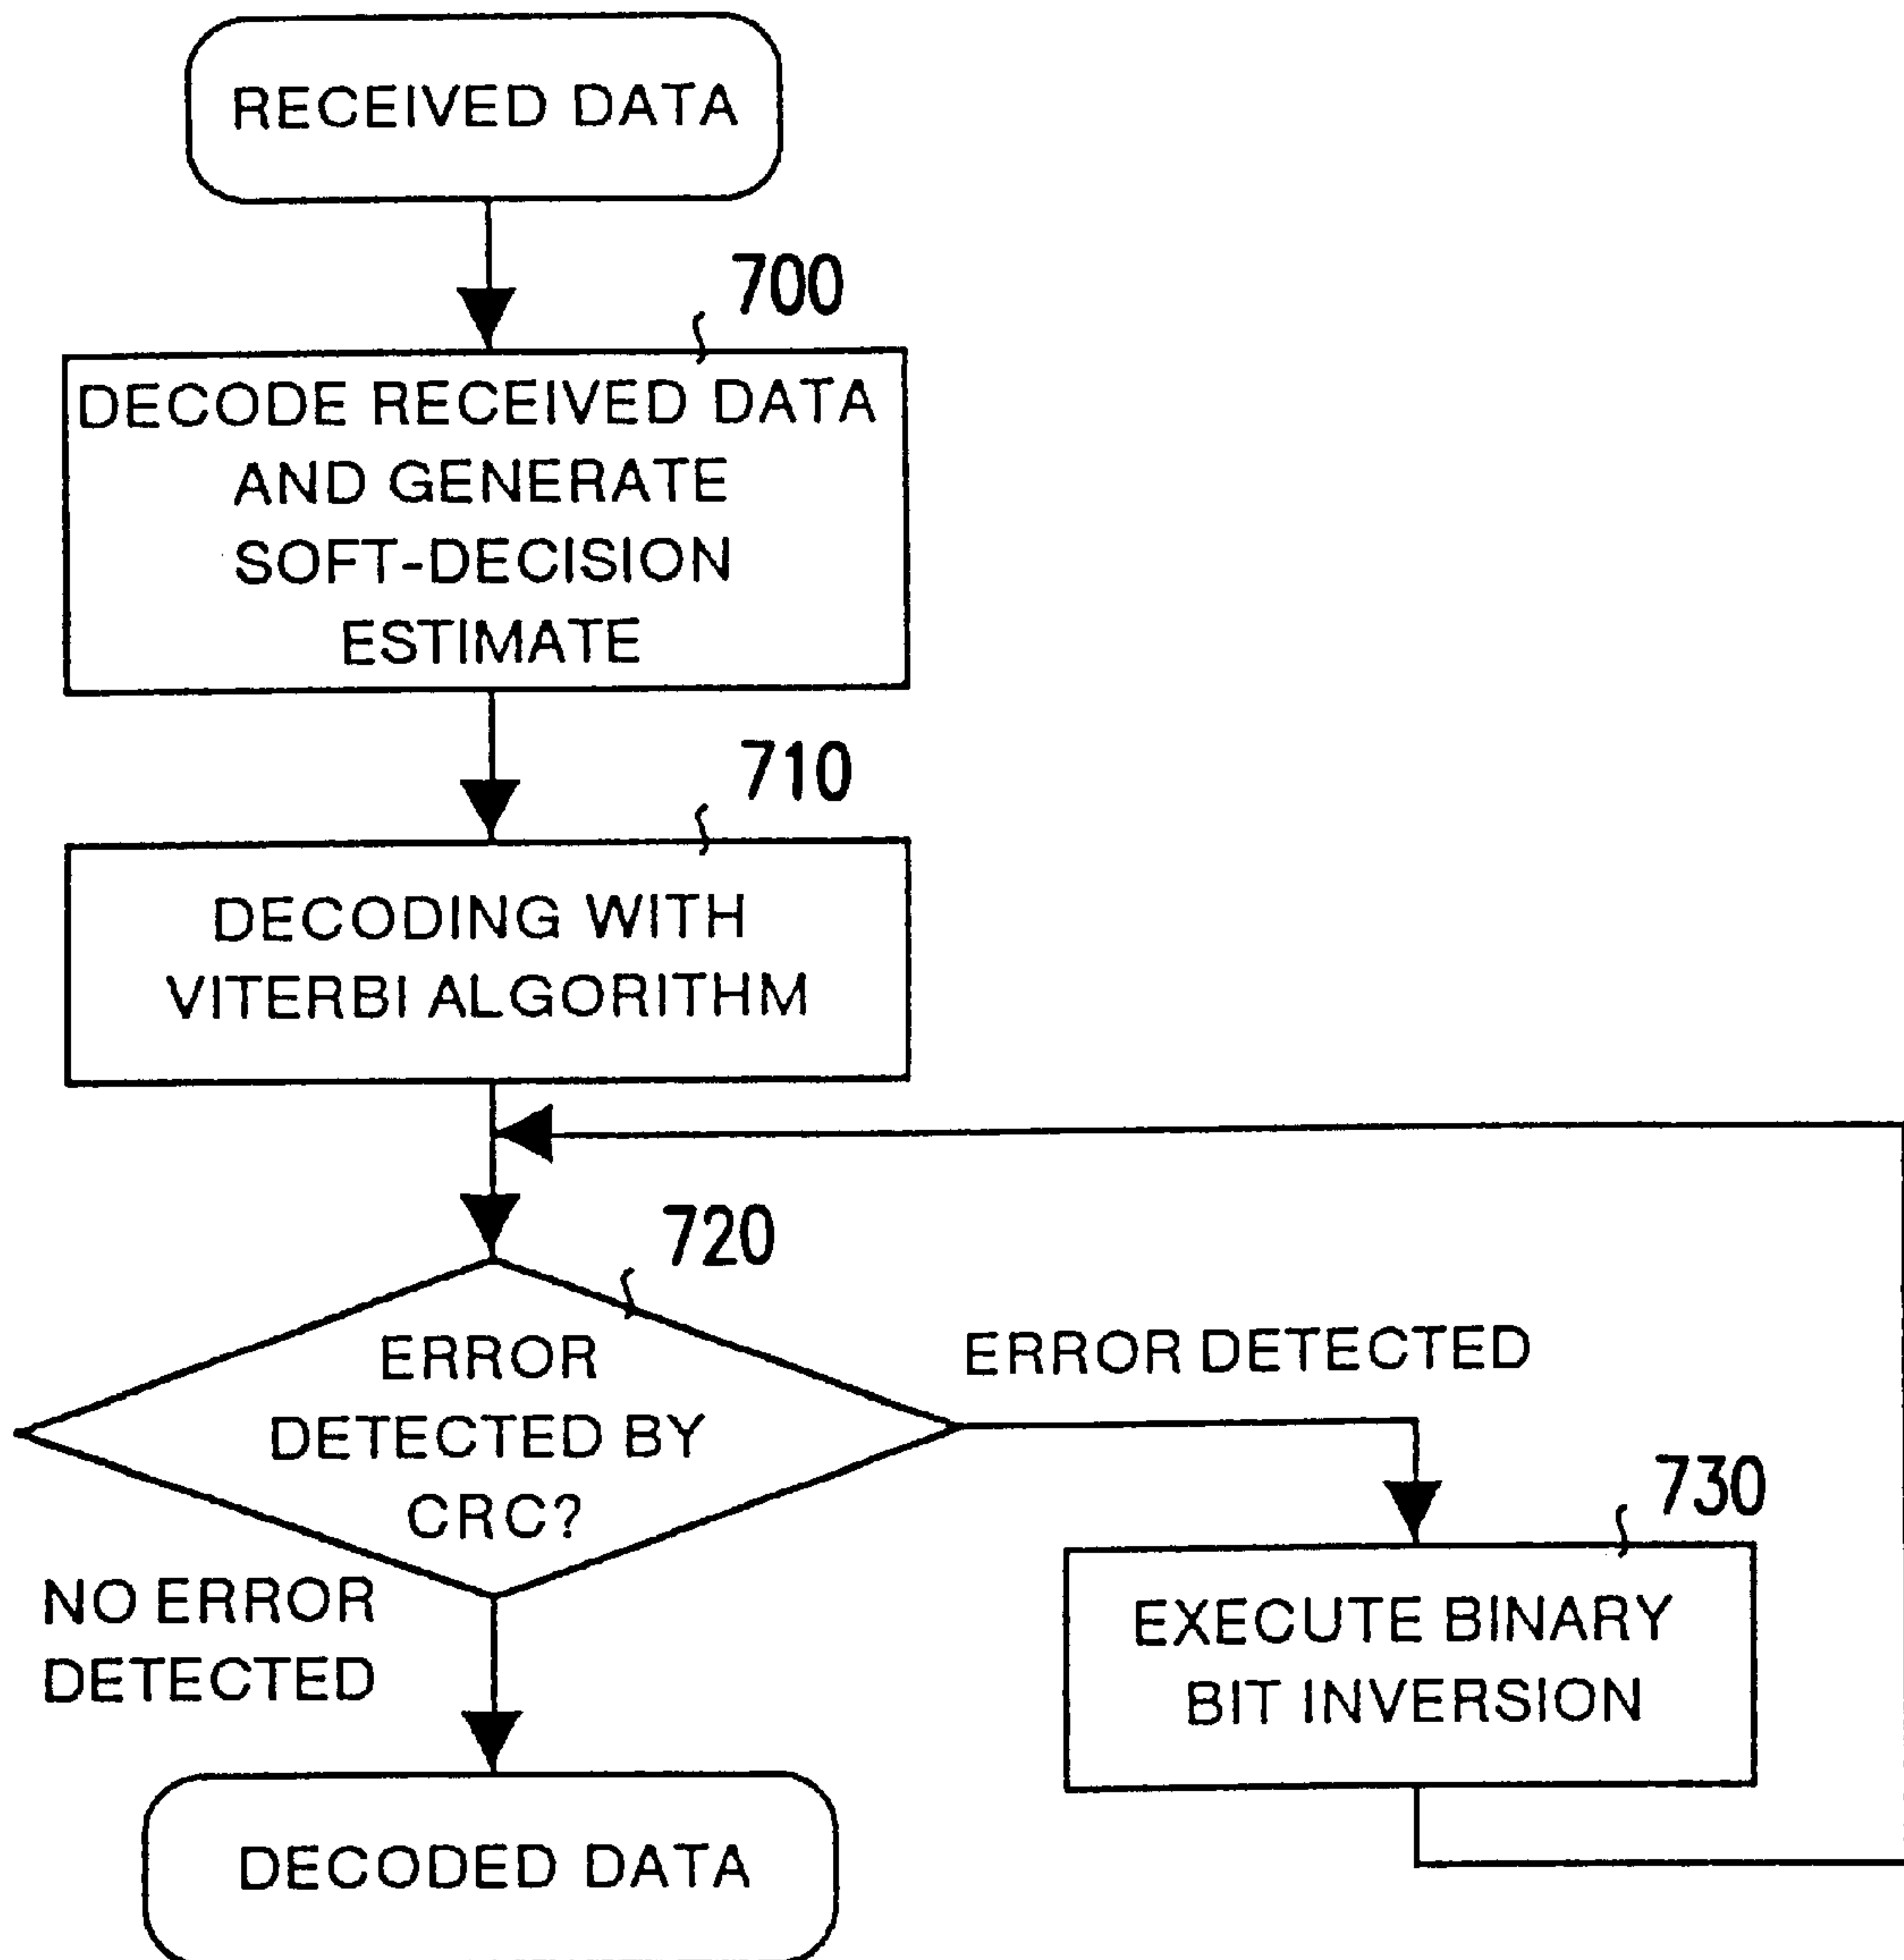 RECEIVED DATA
700
DECODE RECEIVED DATA
AND GENERATE
SOFT-DECISION
ESTIMATE
710
DECODING WITH
VITERBI ALGORITHM
720
ERROR
DETECTED BY
CRC?
ERROR DETECTED
730
EXECUTE BINARY
BIT INVERSION
NO ERROR
DETECTED
DECODED DATA